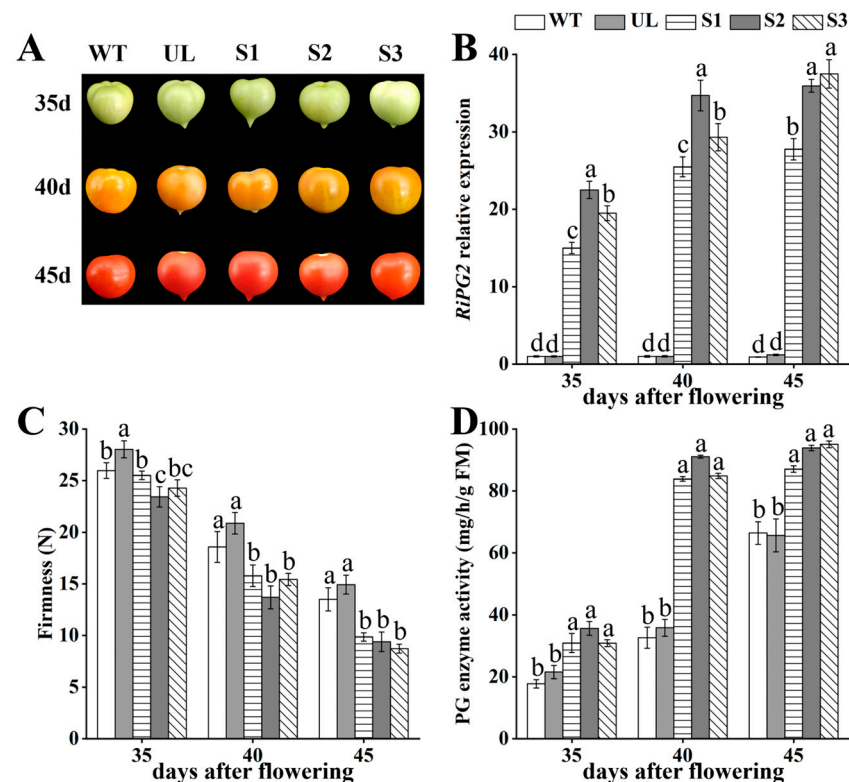 WT UL S1 S2 S3
A
WT UL S1 S2 S3
35d
40d
45d
B
40
30
20
10
0
RiPG2 relative expression
d d c a b
d d c a b
d d b a a
35 40 45
days after flowering
C
30
25
20
15
10
5
0
Firmness (N)
b a b c bc
a a b b b
a a b b b
35 40 45
days after flowering
D
100
80
60
40
20
0
PG enzyme activity (mg/h/g FM)
b b a a a
b b a a a
b b a a a
35 40 45
days after flowering